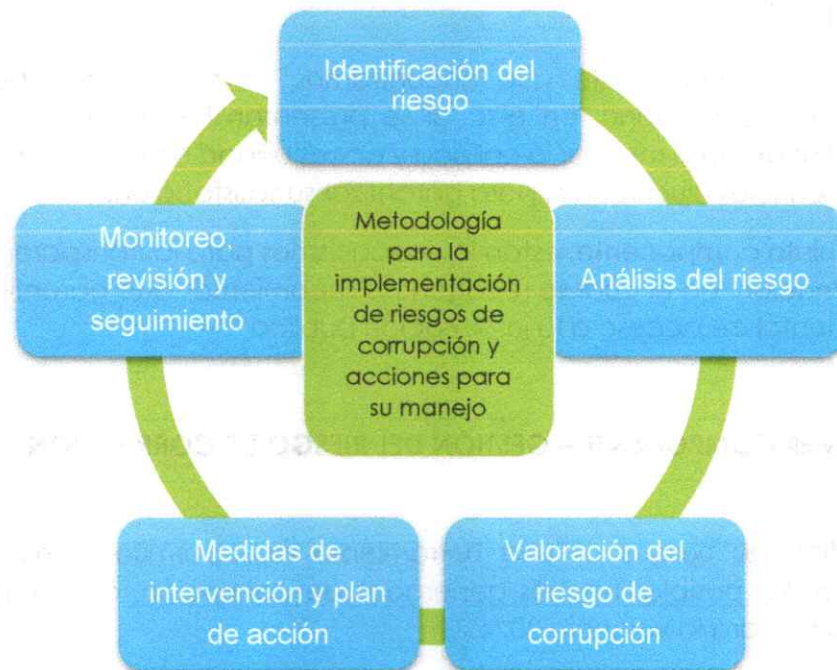 Identificación del
riesgo
Análisis del riesgo
Valoración del
riesgo de
corrupción
Medidas de
intervención y plan
de acción
Monitoreo,
revisión y
seguimiento
Metodología
para la
implementación
de riesgos de
corrupción y
acciones para
su manejo